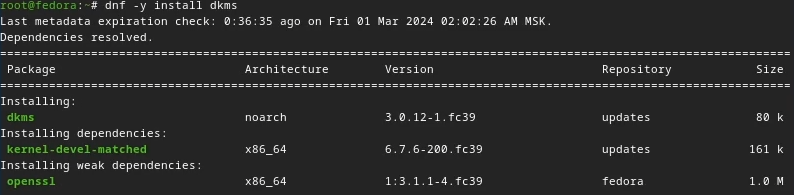 root@fedora:~# dnf -y install dkms
Last metadata expiration check: 0:36:35 ago on Fri 01 Mar 2024 02:02:26 AM MSK.
Dependencies resolved.
================================================================================
Package Architecture Version Repository Size
================================================================================
Installing:
dkms noarch 3.0.12-1.fc39 updates 80 k
Installing dependencies:
kernel-devel-matched x86_64 6.7.6-200.fc39 updates 161 k
Installing weak dependencies:
openssl x86_64 1:3.1.1-4.fc39 fedora 1.0 M